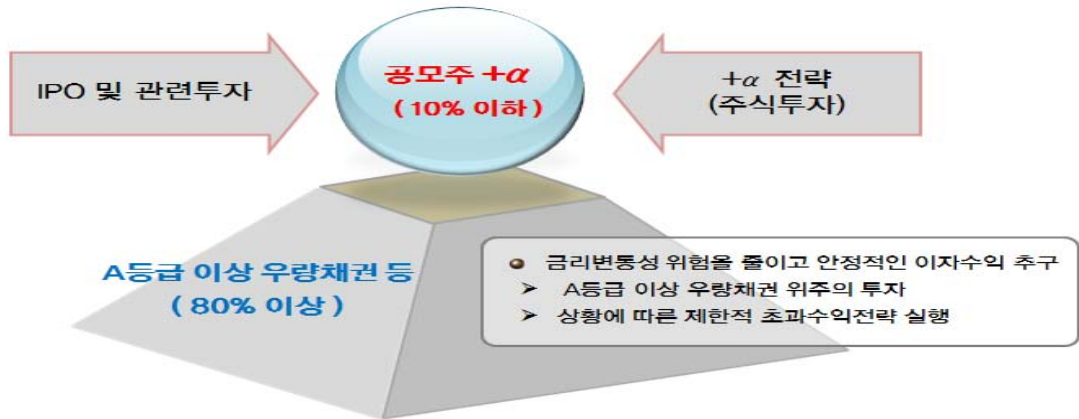 IPO 및 관련투자
공모주 +α
( 10% 이하 )
+α 전략
(주식투자)
A등급 이상 우량채권 등
( 80% 이상 )
● 금리변동성 위험을 줄이고 안정적인 이자수익 추구
➢ A등급 이상 우량채권 위주의 투자
➢ 상황에 따른 제한적 초과수익전략 실행